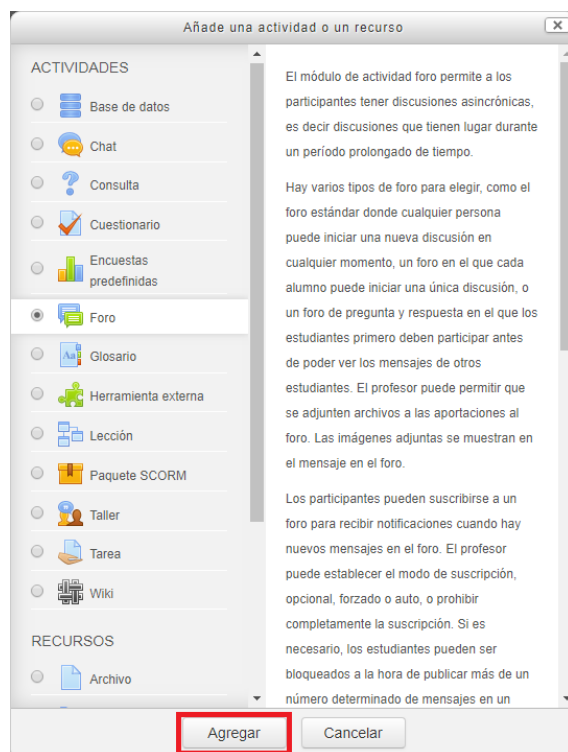 Añade una actividad o un recurso
ACTIVIDADES
Base de datos
Chat
Consulta
Cuestionario
Encuestas
predefinidas
Foro
Glosario
Herramienta externa
Lección
Paquete SCORM
Taller
Tarea
Wiki
RECURSOS
Archivo
El módulo de actividad foro permite a los
participantes tener discusiones asincrónicas,
es decir discusiones que tienen lugar durante
un período prolongado de tiempo.
Hay varios tipos de foro para elegir, como el
foro estándar donde cualquier persona
puede iniciar una nueva discusión en
cualquier momento, un foro en el que cada
alumno puede iniciar una única discusión, o
un foro de pregunta y respuesta en el que los
estudiantes primero deben participar antes
de poder ver los mensajes de otros
estudiantes. El profesor puede permitir que
se adjunten archivos a las aportaciones al
foro. Las imágenes adjuntas se muestran en
el mensaje en el foro.
Los participantes pueden suscribirse a un
foro para recibir notificaciones cuando hay
nuevos mensajes en el foro. El profesor
puede establecer el modo de suscripción,
opcional, forzado o auto, o prohibir
completamente la suscripción. Si es
necesario, los estudiantes pueden ser
bloqueados a la hora de publicar más de un
número determinado de mensajes en un
Agregar
Cancelar